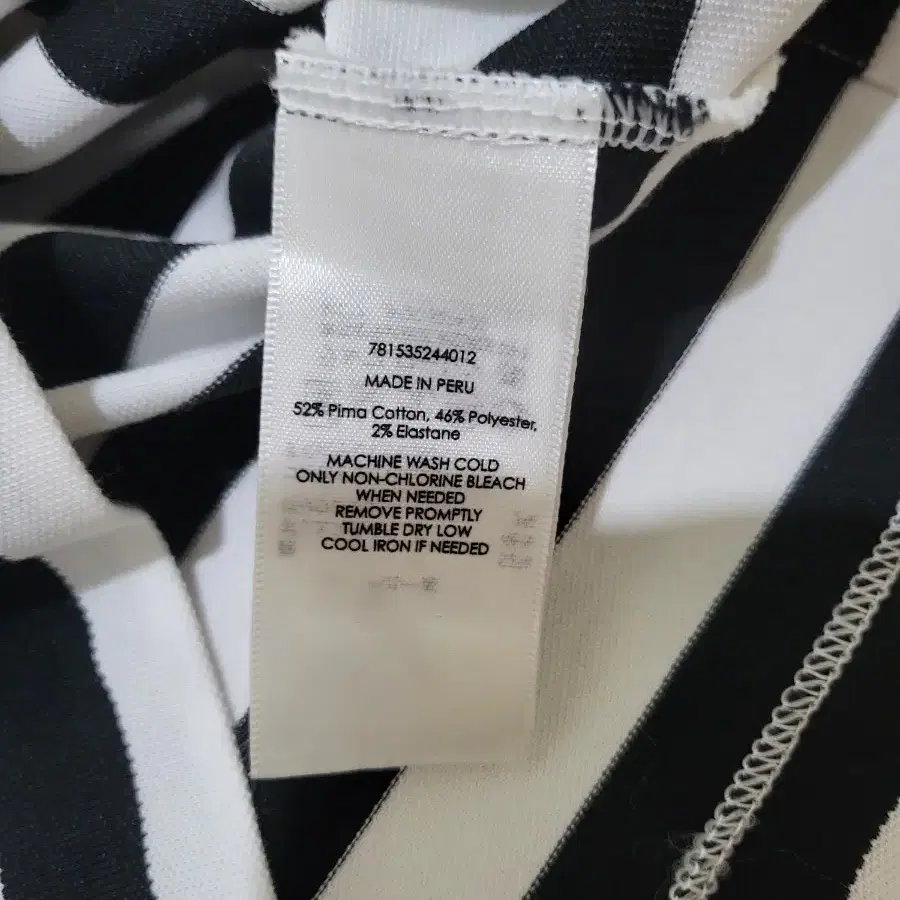 781535244012
MADE IN PERU
52% Pima Cotton, 46% Polyester,
2% Elastane
MACHINE WASH COLD
ONLY NON-CHLORINE BLEACH
WHEN NEEDED
REMOVE PROMPTLY
TUMBLE DRY LOW
COOL IRON IF NEEDED